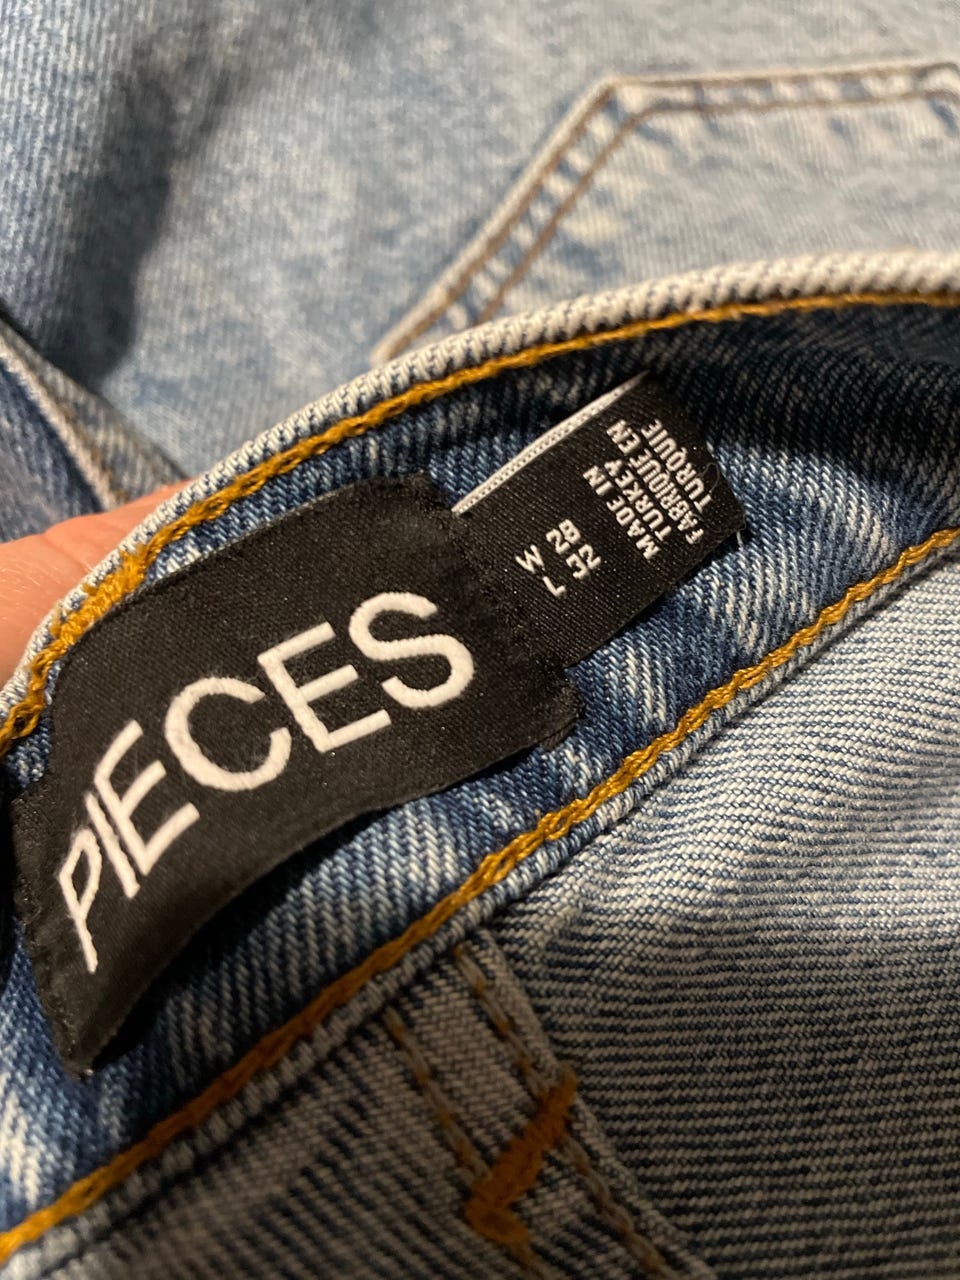 PIECES
W 28
L 32
MADE IN
TURKEY
FABRIQUE EN
TURQUIE